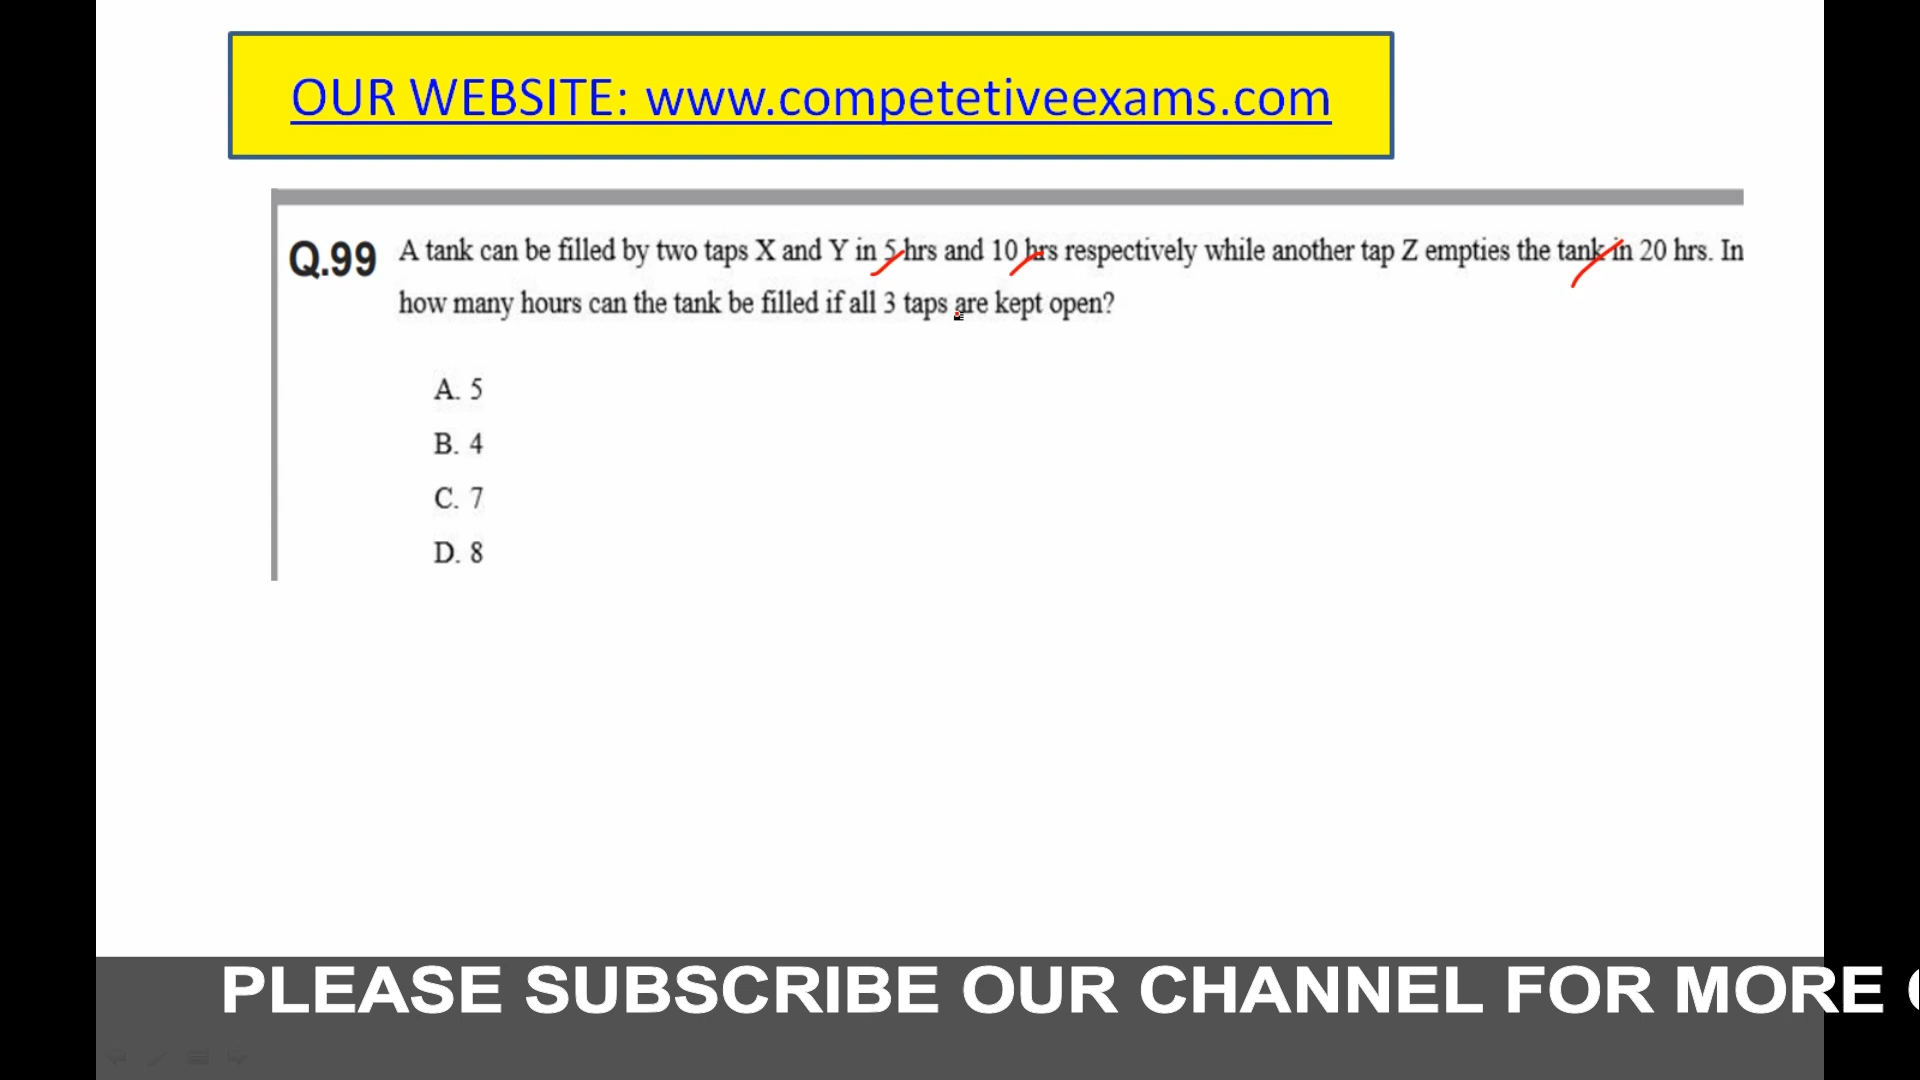 OUR WEBSITE: www.competetiveexams.com
Q.99 A tank can be filled by two taps X and Y in 5 hrs and 10 hrs respectively while another tap Z empties the tank in 20 hrs. In
how many hours can the tank be filled if all 3 taps are kept open?
A. 5
B. 4
C. 7
D. 8
PLEASE SUBSCRIBE OUR CHANNEL FOR MORE